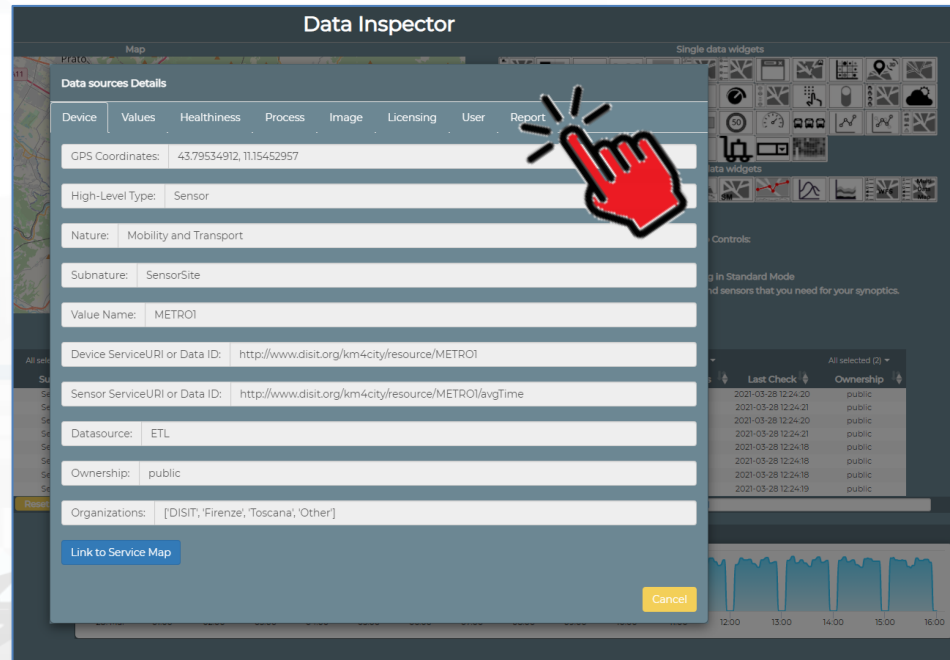 Data Inspector
Map
Single data widgets
Prato
Data sources Details
Device Values Healthiness Process Image Licensing User Report
GPS Coordinates: 43.79534912, 11.15452957
High-Level Type: Sensor
Nature: Mobility and Transport
Subnature: SensorSite
Value Name: METRO1
Device ServiceURI or Data ID: http://www.disit.org/km4city/resource/METRO1
Sensor ServiceURI or Data ID: http://www.disit.org/km4city/resource/METRO1/avgTime
Datasource: ETL
Ownership: public
Organizations: ['DISIT', 'Firenze', 'Toscana', 'Other']
Link to Service Map
Cancel
50
data widgets
SM
Controls:
in Standard Mode
sensors that you need for your synoptics.
All selected (2)
Last Check Ownership
2021-03-28 12:24:20 public
2021-03-28 12:24:21 public
2021-03-28 12:24:20 public
2021-03-28 12:24:21 public
2021-03-28 12:24:18 public
2021-03-28 12:24:18 public
2021-03-28 12:24:18 public
2021-03-28 12:24:19 public
12:00 13:00 14:00 15:00 16:00